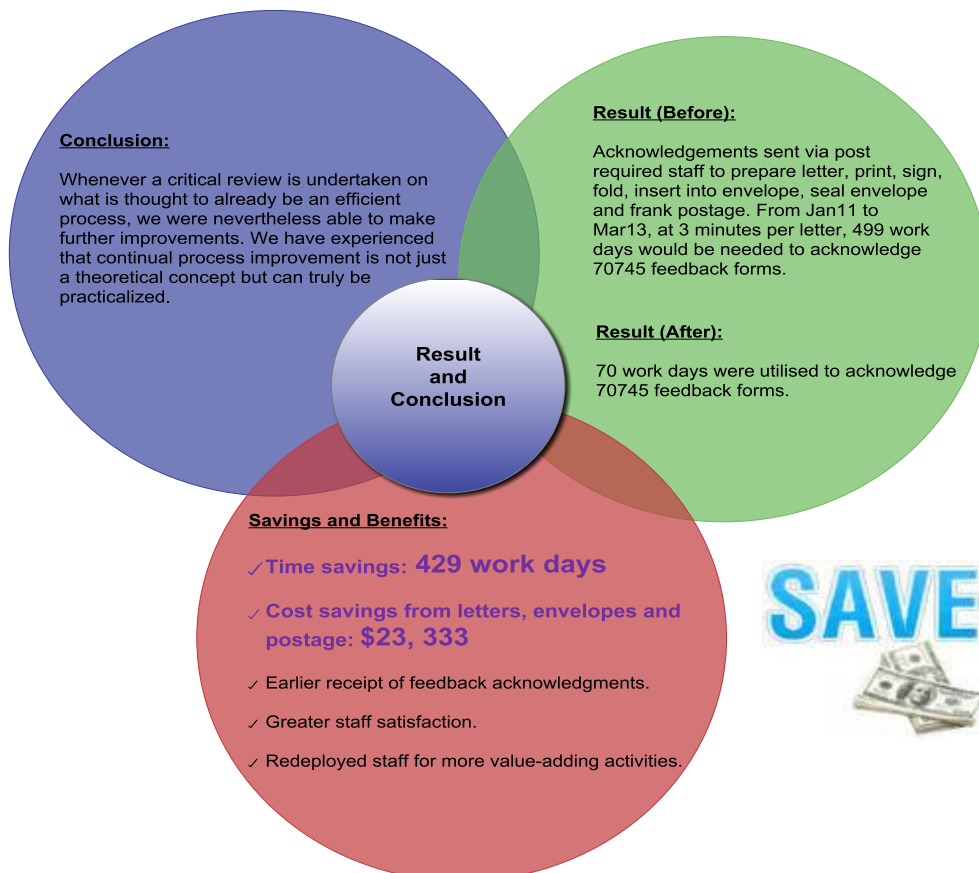 Conclusion:
Whenever a critical review is undertaken on
what is thought to already be an efficient
process, we were nevertheless able to make
further improvements. We have experienced
that continual process improvement is not just
a theoretical concept but can truly be
practicalized.
Result (Before):
Acknowledgements sent via post
required staff to prepare letter, print, sign,
fold, insert into envelope, seal envelope
and frank postage. From Jan11 to
Mar13, at 3 minutes per letter, 499 work
days would be needed to acknowledge
70745 feedback forms.
Result (After):
70 work days were utilised to acknowledge
70745 feedback forms.
Result
and
Conclusion
Savings and Benefits:
✓ Time savings: 429 work days
✓ Cost savings from letters, envelopes and
postage: $23, 333
✓ Earlier receipt of feedback acknowledgments.
✓ Greater staff satisfaction.
✓ Redeployed staff for more value-adding activities.
SAVE